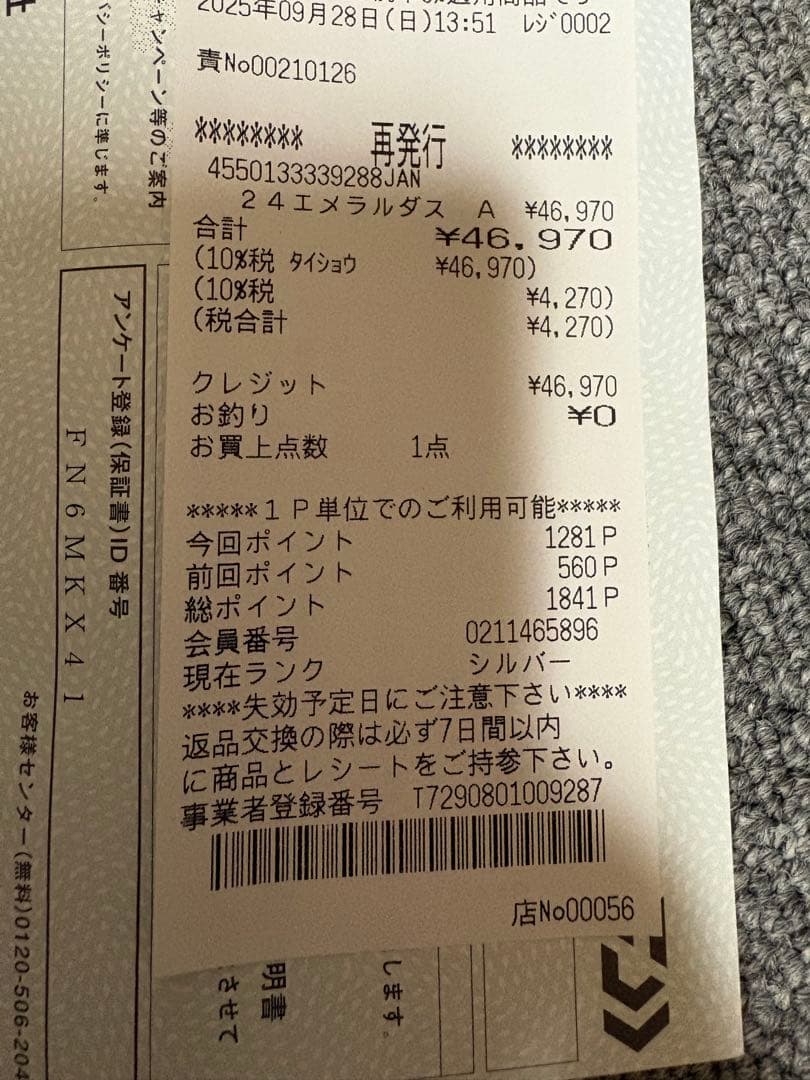 2025年09月28日(日)13:51 ﾚｼﾞ0002
責No00210126
******** 再発行 ********
4550133339288JAN
24エメラルダス A ¥46,970
合計 ¥46,970
(10%税 ﾀｲｼｮｳ ¥46,970)
(10%税 ¥4,270)
(税合計 ¥4,270)
クレジット ¥46,970
お釣り ¥0
お買上点数 1点
*****1P単位でのご利用可能*****
今回ポイント 1281P
前回ポイント 560P
総ポイント 1841P
会員番号 0211465896
現在ランク シルバー
****失効予定日にご注意下さい****
返品交換の際は必ず7日間以内
に商品とレシートをご持参下さい。
事業者登録番号 T7290801009287
店No00056
キャンペーン等のご案内
バシーポリシーに準じます。
アンケート登録(保証書)ID番号
FN6MKX41
お客様センター(無料)0120-506-204
明書
させて
します。